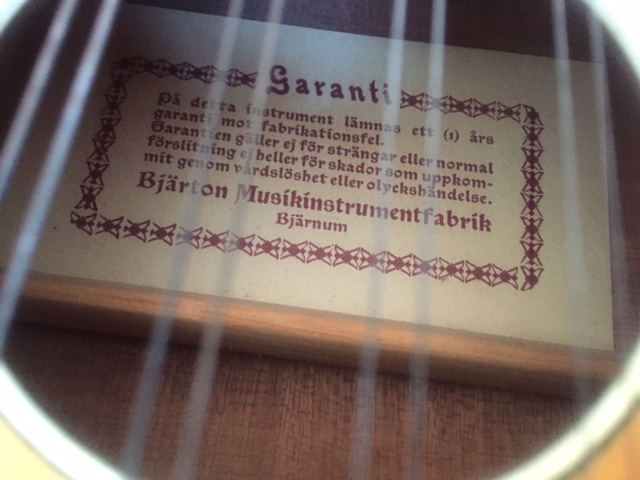 Garanti
På detta instrument lämnas ett (1) års
garanti mot fabrikationsfel.
Garantien gäller ej för strängar eller normal
förslitning ej heller för skador som uppkom-
mit genom vårdslöshet eller olyckshändelse.
Bjärton Musikinstrumentfabrik
Bjärnum